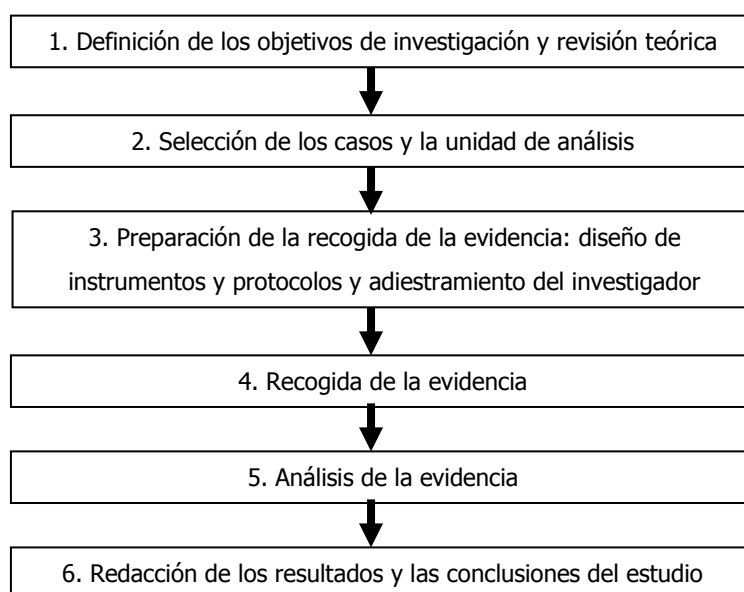 1. Definición de los objetivos de investigación y revisión teórica
2. Selección de los casos y la unidad de análisis
3. Preparación de la recogida de la evidencia: diseño de
instrumentos y protocolos y adiestramiento del investigador
4. Recogida de la evidencia
5. Análisis de la evidencia
6. Redacción de los resultados y las conclusiones del estudio